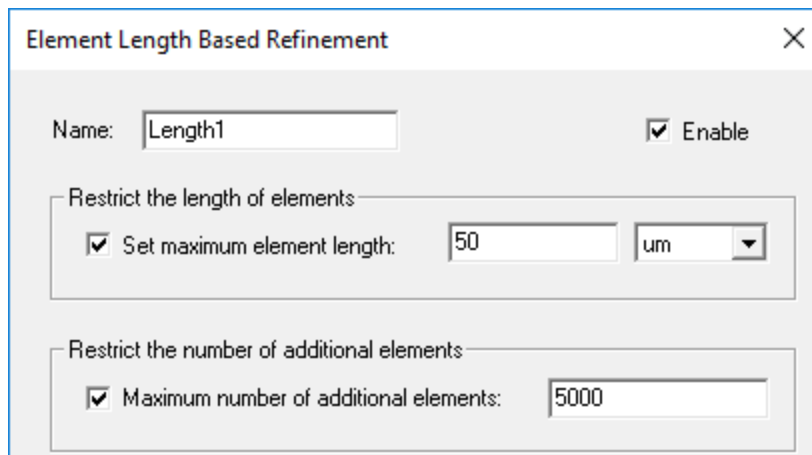 Element Length Based Refinement
Name: Length1 Enable
Restrict the length of elements
Set maximum element length: 50 um
Restrict the number of additional elements
Maximum number of additional elements: 5000